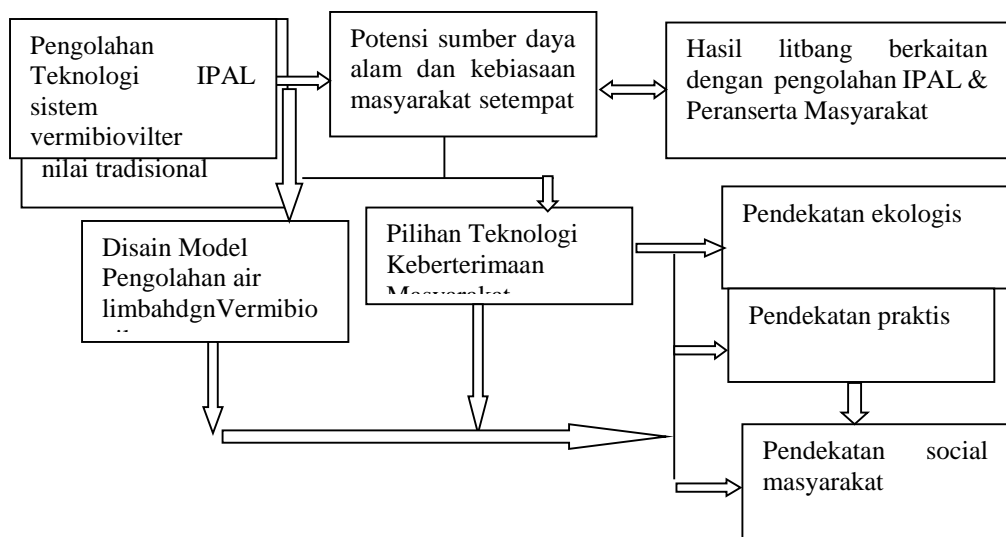 Pengolahan
Teknologi IPAL
sistem
vermibiovilter
nilai tradisional
Potensi sumber daya
alam dan kebiasaan
masyarakat setempat
Hasil litbang berkaitan
dengan pengolahan IPAL &
Peranserta Masyarakat
Disain Model
Pengolahan air
limbahdgnVermibio
Pilihan Teknologi
Keberterimaan
Masyarakat
Pendekatan ekologis
Pendekatan praktis
Pendekatan social
masyarakat